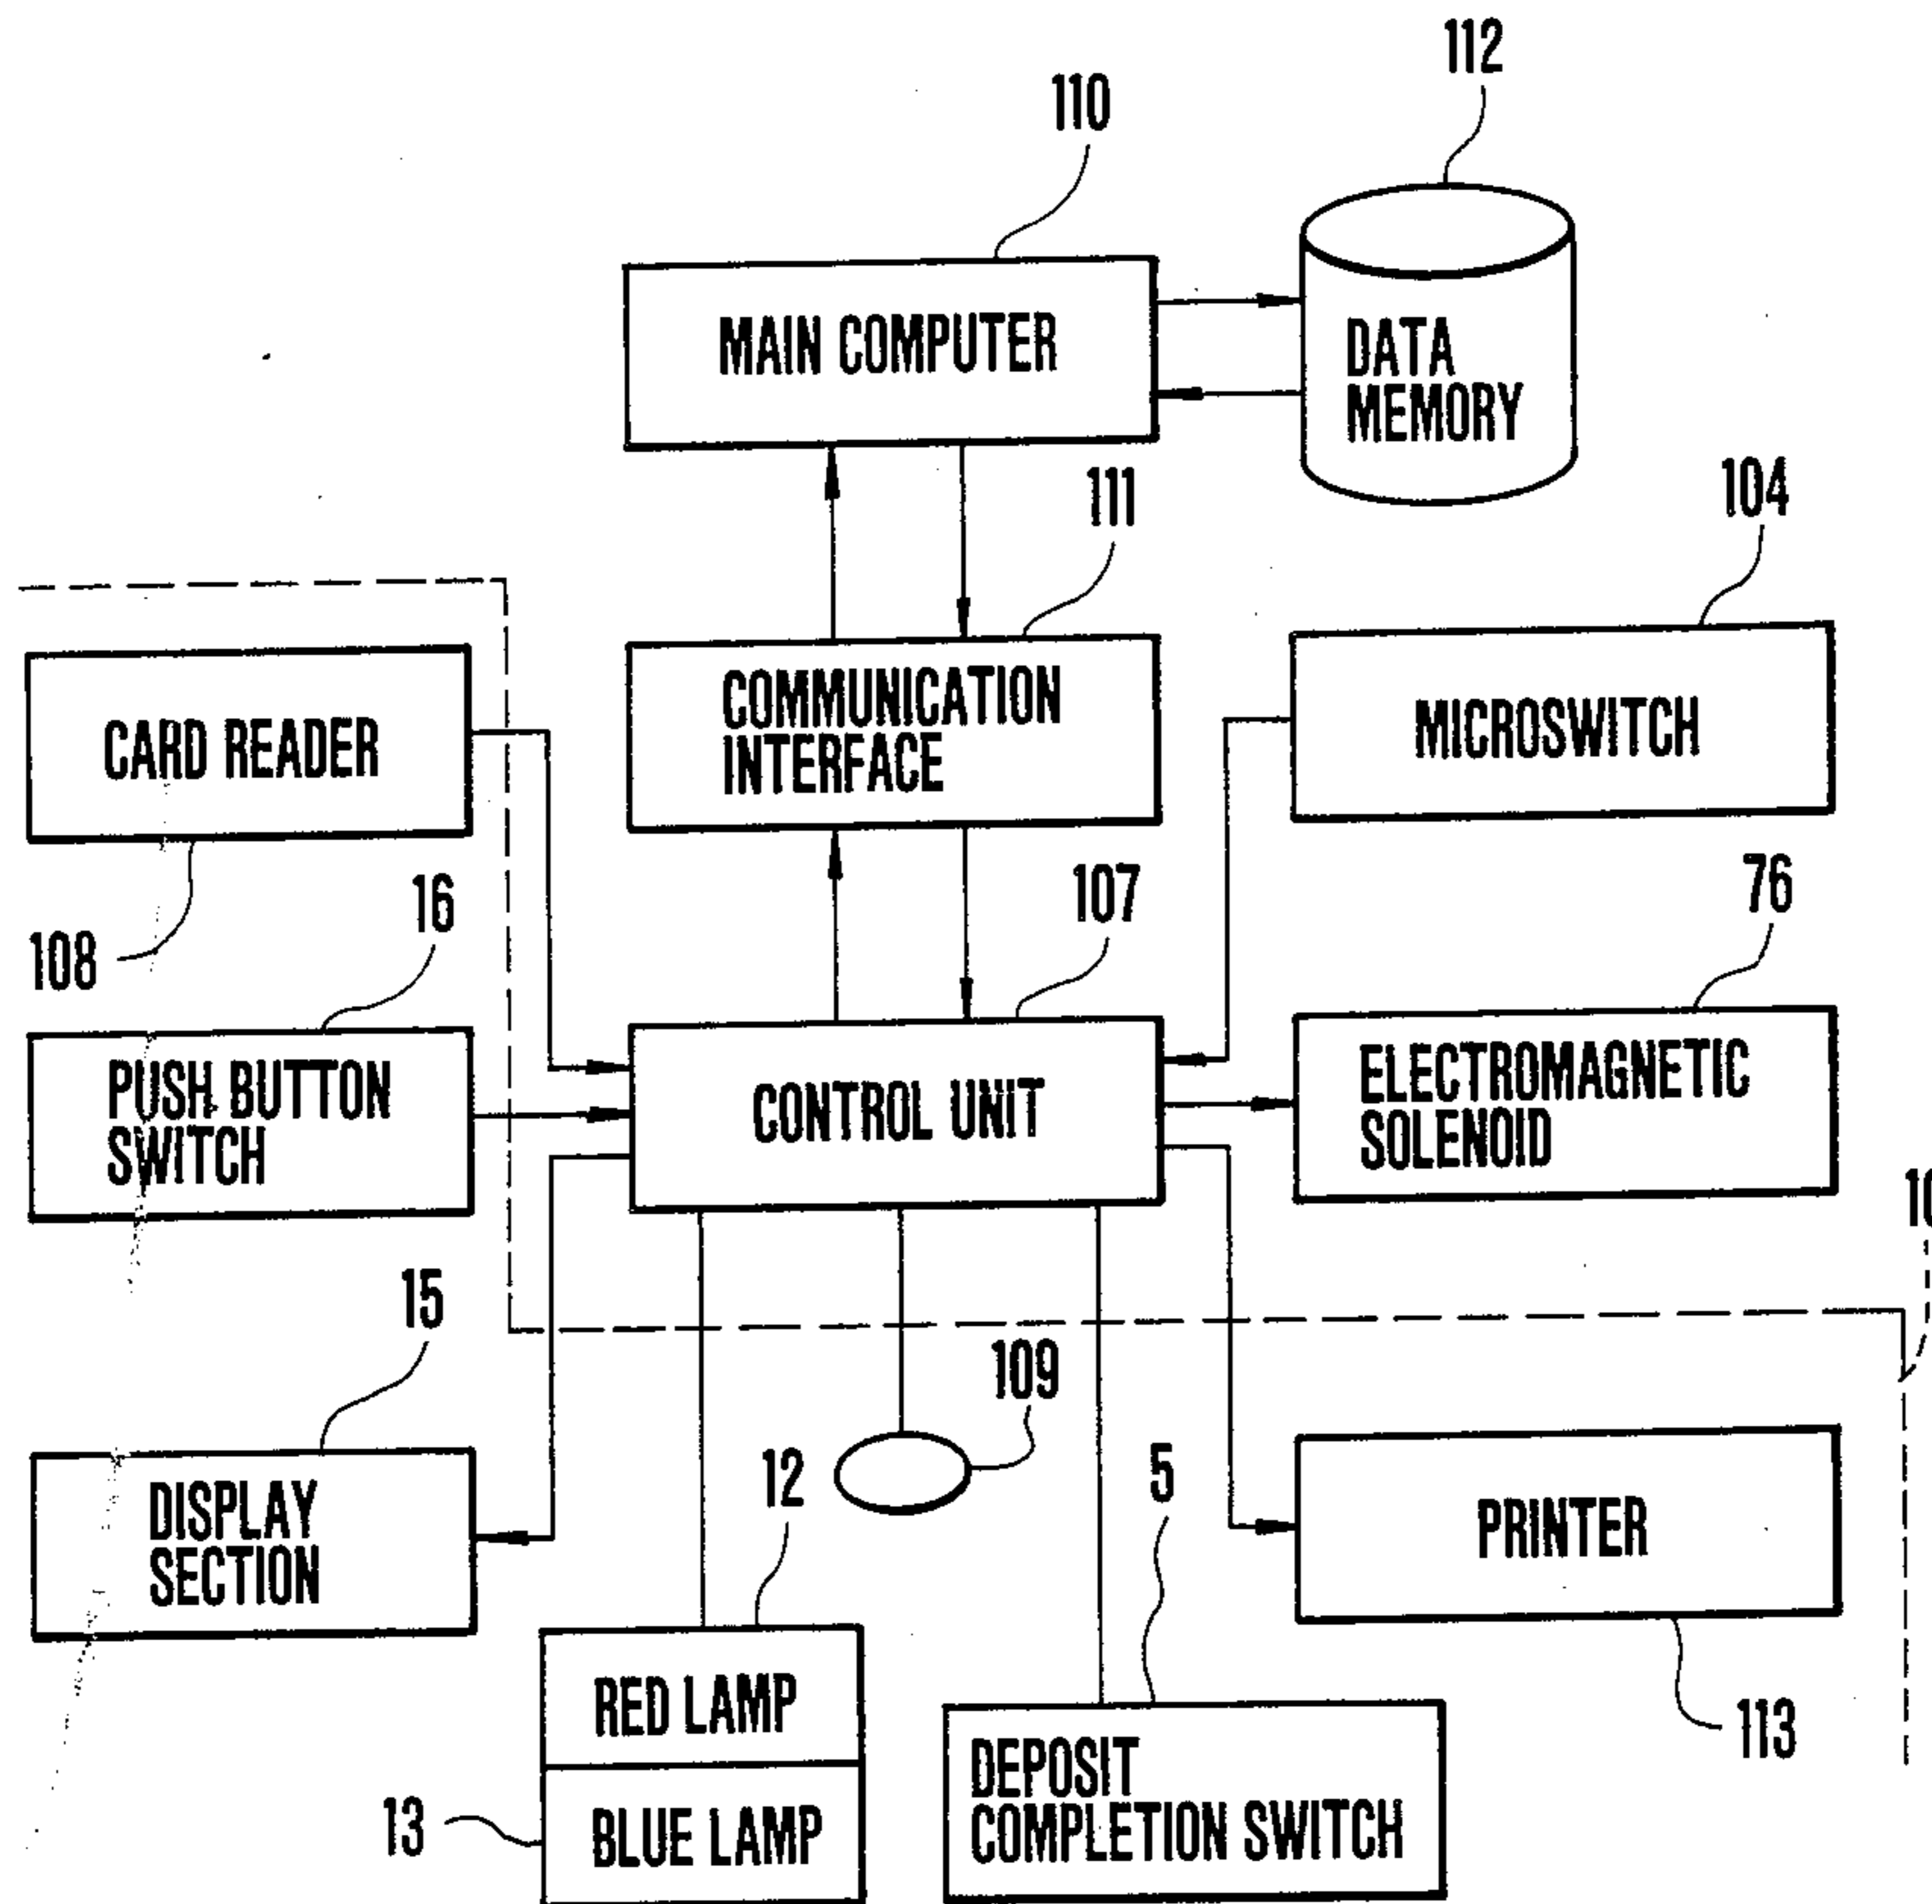 112
110
MAIN COMPUTER
DATA
MEMORY
111
104
CARD READER
COMMUNICATION
INTERFACE
MICROSWITCH
108
16
107
76
PUSH BUTTON
SWITCH
CONTROL UNIT
ELECTROMAGNETIC
SOLENOID
15
109
12
5
DISPLAY
SECTION
PRINTER
RED LAMP
113
13
BLUE LAMP
DEPOSIT
COMPLETION SWITCH